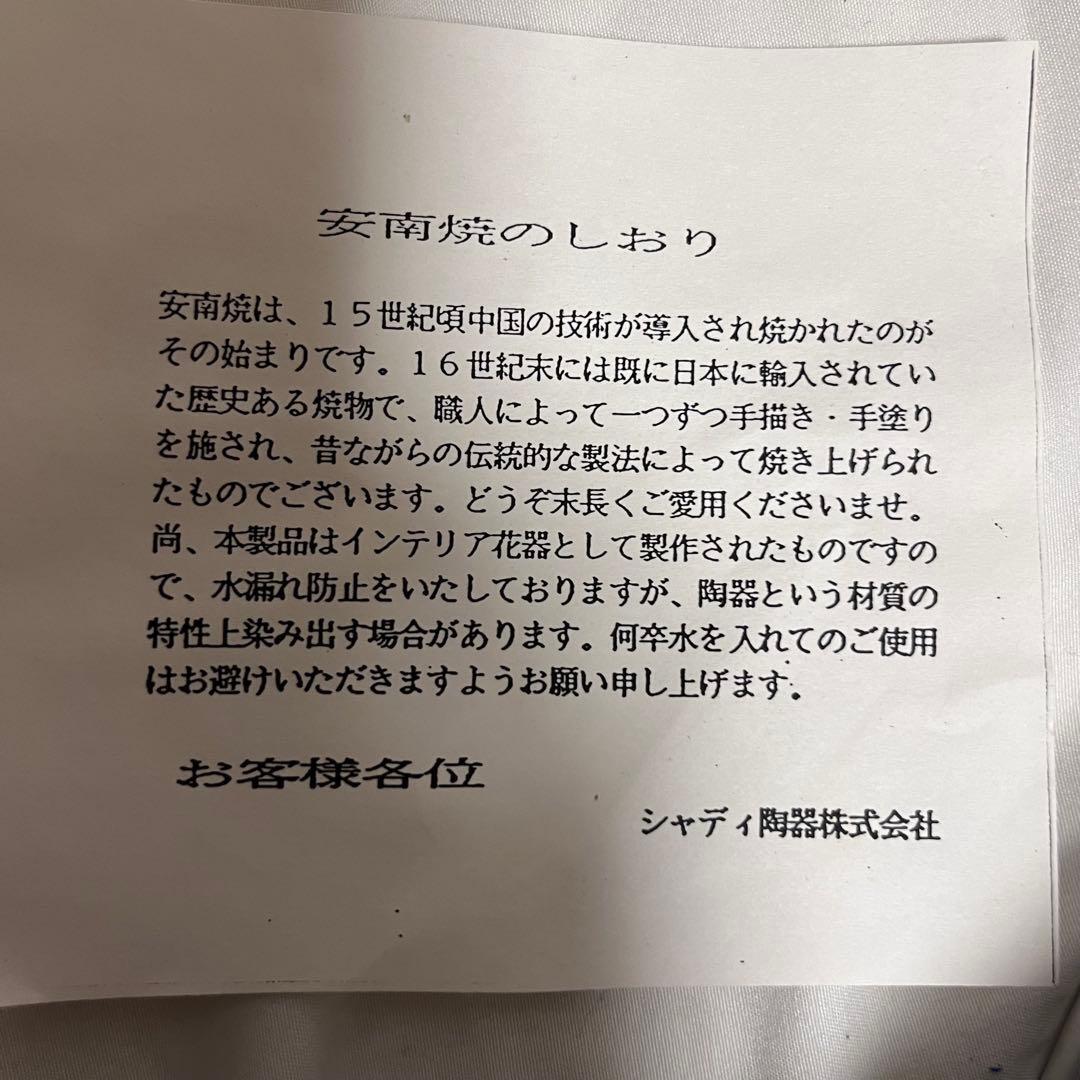 安南焼のしおり
安南焼は、15世紀頃中国の技術が導入され焼かれたのが
その始まりです。16世紀末には既に日本に輸入されてい
た歴史ある焼物で、職人によって一つずつ手描き・手塗り
を施され、昔ながらの伝統的な製法によって焼き上げられ
たものでございます。どうぞ末長くご愛用くださいませ。
尚、本製品はインテリア花器として製作されたものですの
で、水漏れ防止をいたしておりますが、陶器という材質の
特性上染み出す場合があります。何卒水を入れてのご使用
はお避けいただきますようお願い申し上げます。
お客様各位
シャディ陶器株式会社